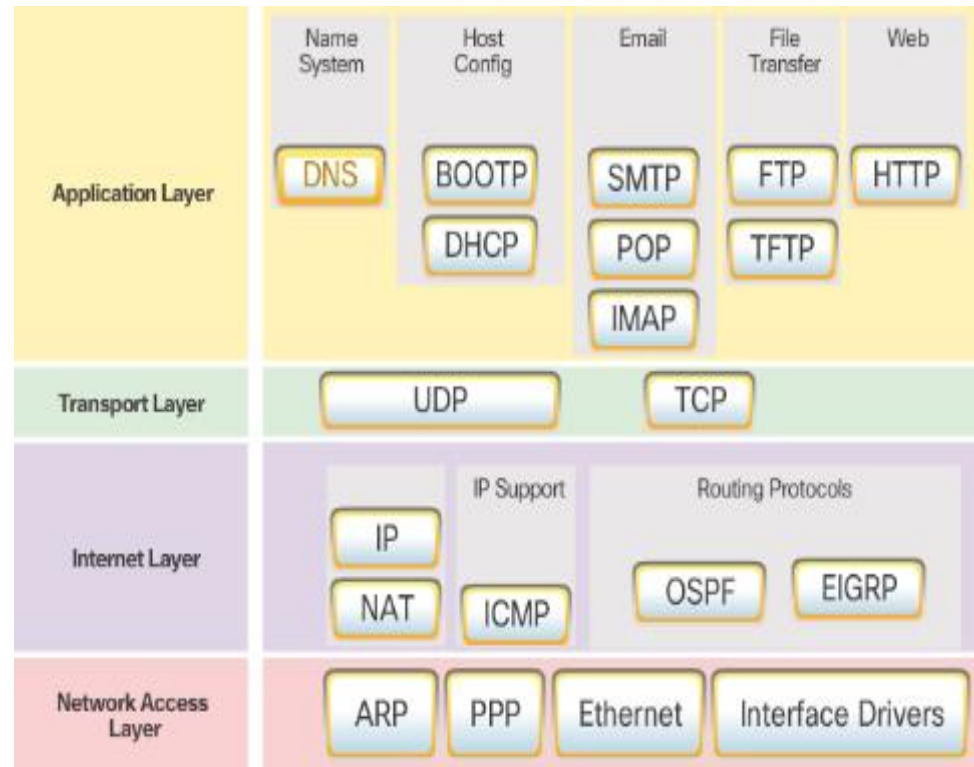 Name
System
Host
Config
Email
File
Transfer
Web
Application Layer
DNS
BOOTP
SMTP
FTP
HTTP
DHCP
POP
TFTP
IMAP
Transport Layer
UDP
TCP
Internet Layer
IP Support
Routing Protocols
IP
NAT
ICMP
OSPF
EIGRP
Network Access
Layer
ARP
PPP
Ethernet
Interface Drivers